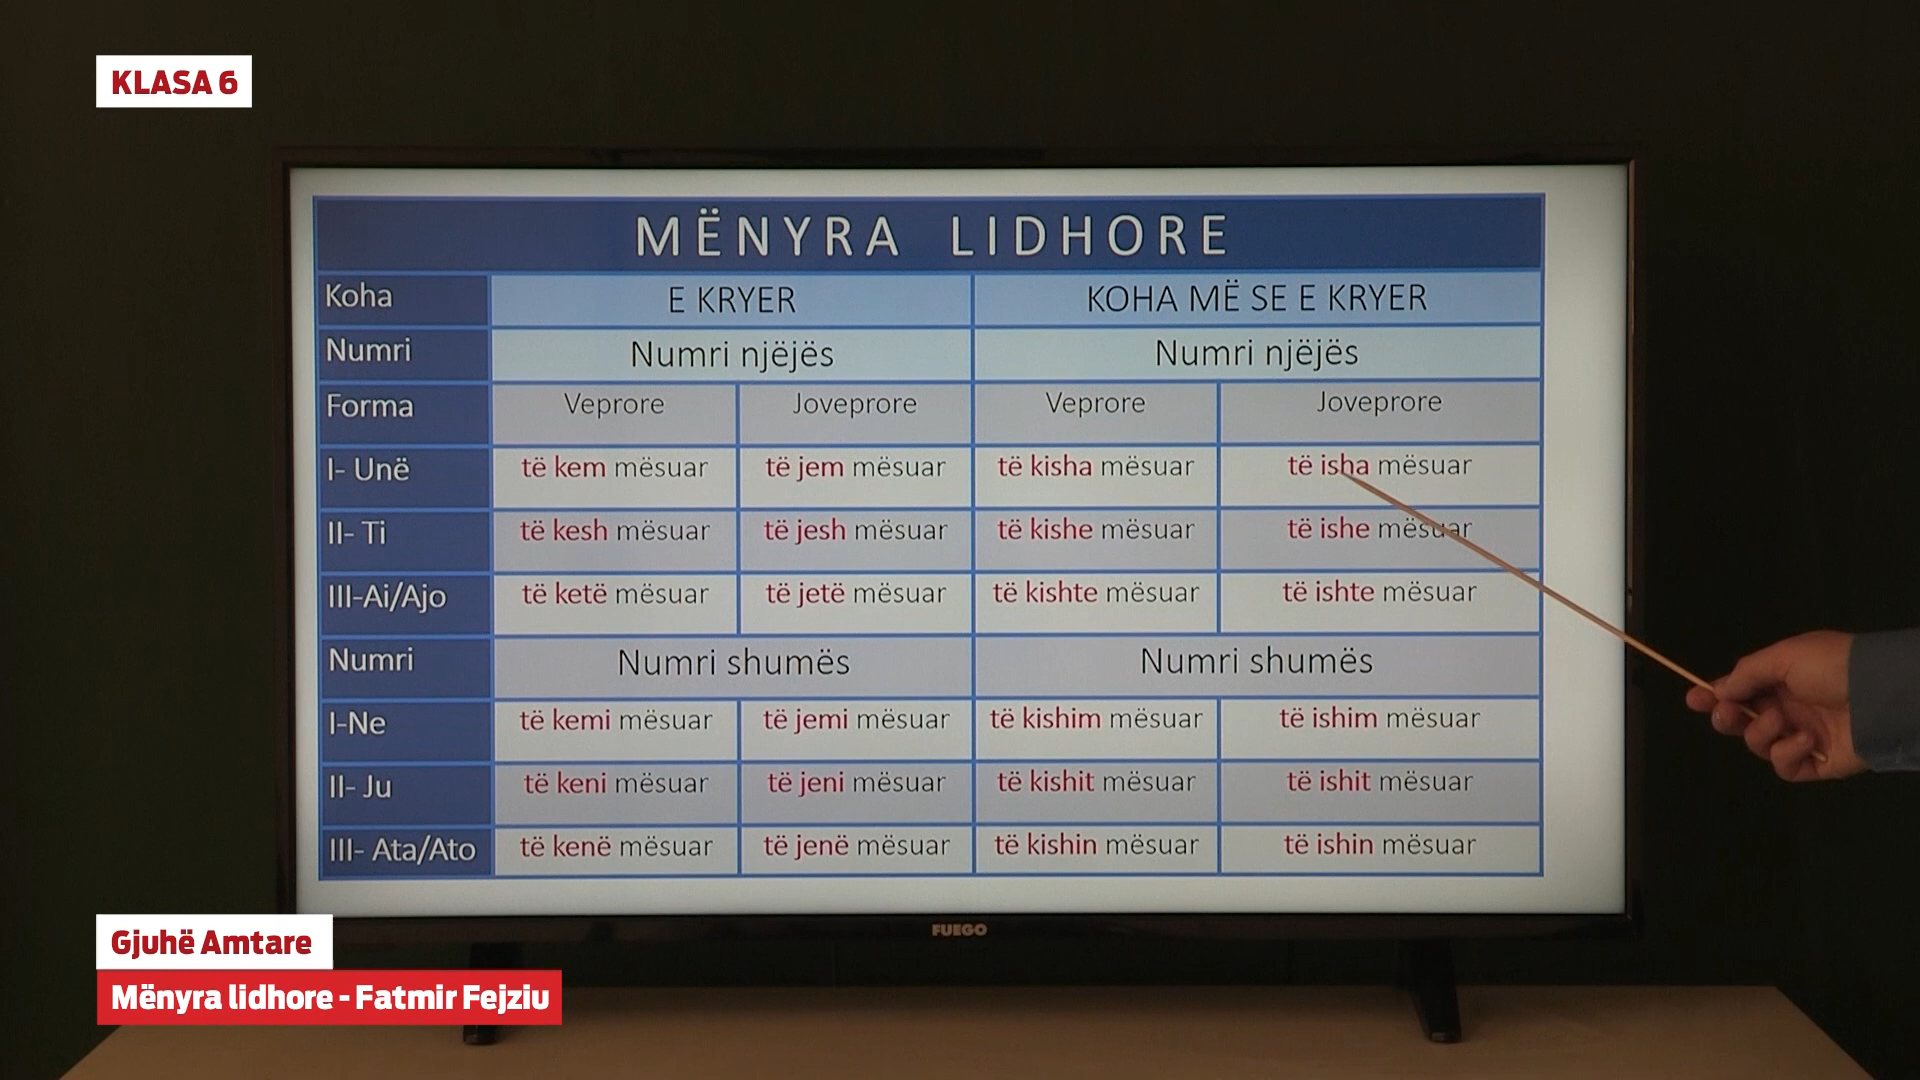 KLASA 6
MËNYRA LIDHORE
Koha E KRYER KOHA MË SE E KRYER
Numri Numri njëjës Numri njëjës
Forma Veprore Joveprore Veprore Joveprore
I- Unë të kem mësuar të jem mësuar të kisha mësuar të isha mësuar
II- Ti të kesh mësuar të jesh mësuar të kishe mësuar të ishe mësuar
III-Ai/Ajo të ketë mësuar të jetë mësuar të kishte mësuar të ishte mësuar
Numri Numri shumës Numri shumës
I-Ne të kemi mësuar të jemi mësuar të kishim mësuar të ishim mësuar
II- Ju të keni mësuar të jeni mësuar të kishit mësuar të ishit mësuar
III- Ata/Ato të kenë mësuar të jenë mësuar të kishin mësuar të ishin mësuar
FUEGO
Gjuhë Amtare
Mënyra lidhore - Fatmir Fejziu